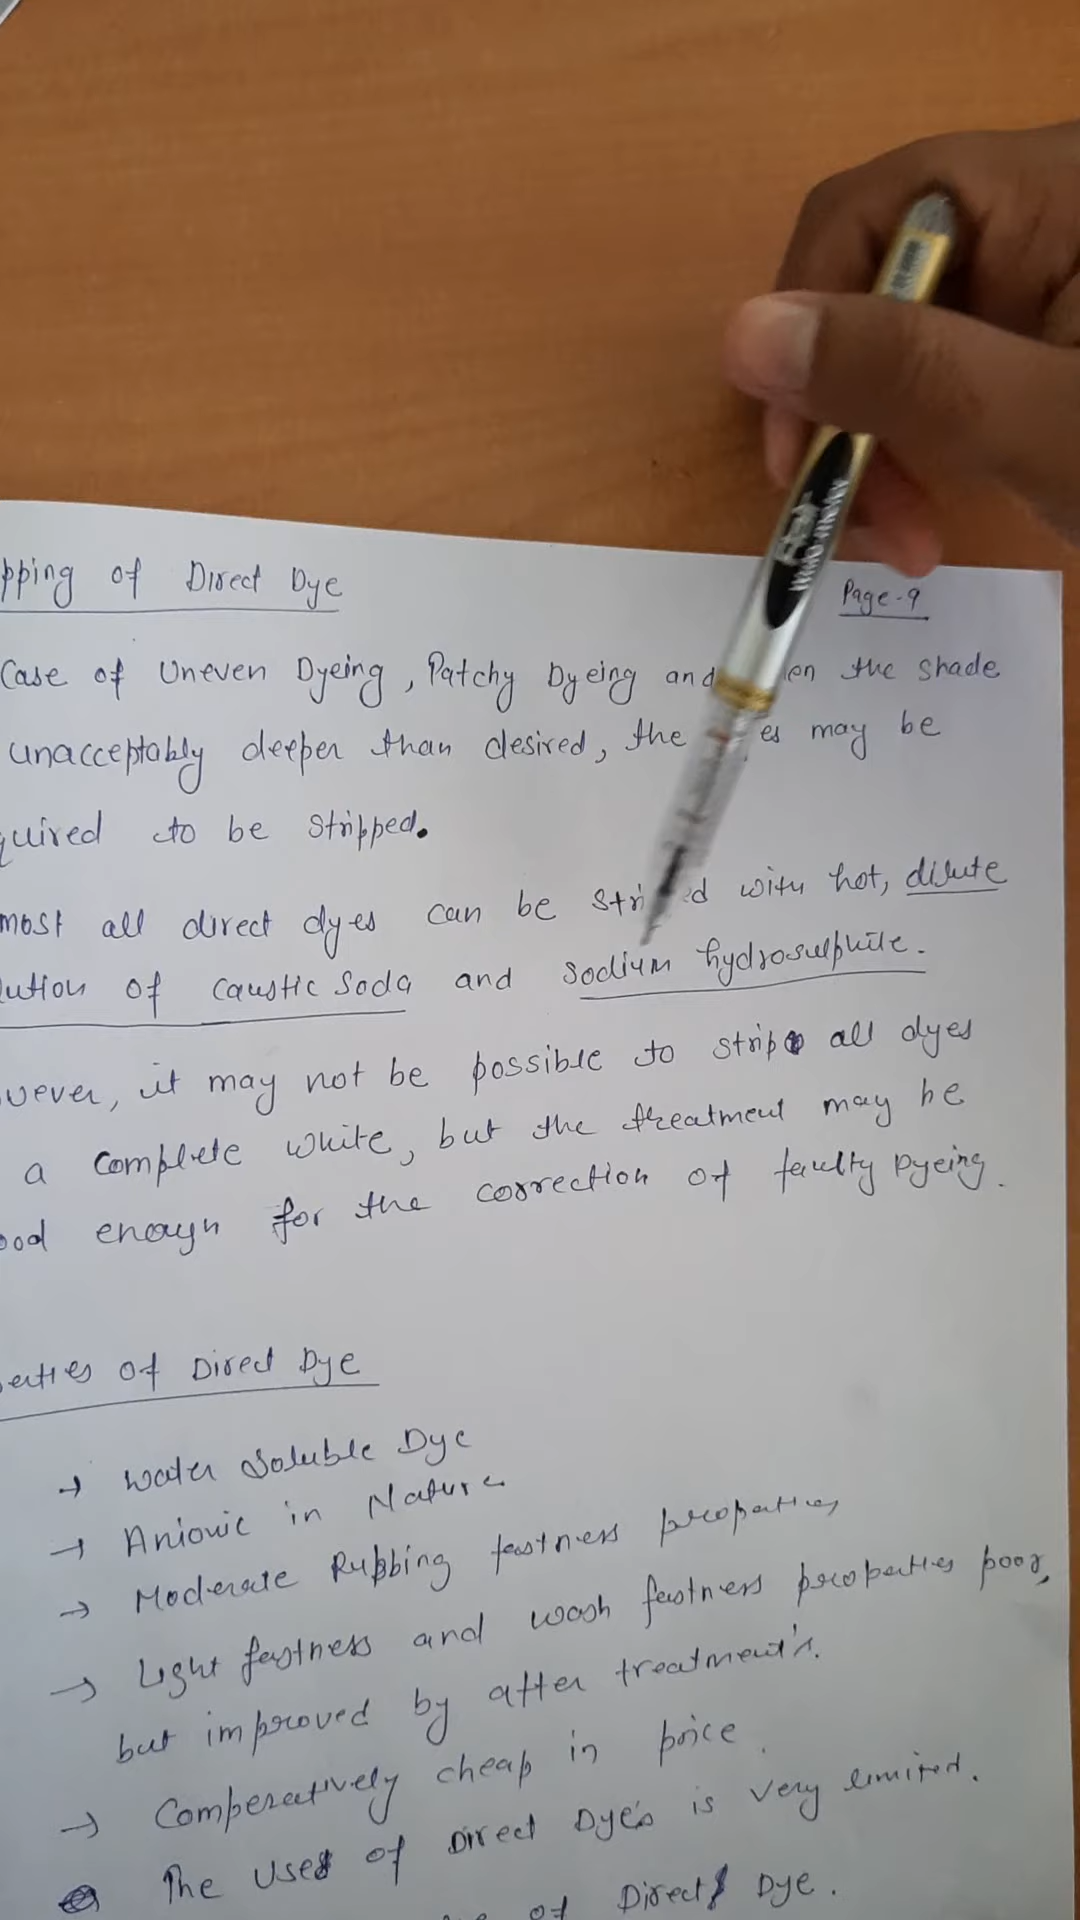 pping of Direct Dye
Page-9
Case of Uneven Dyeing, Patchy Dyeing and en the shade
unacceptably deeper than desired, the es may be
quired to be stripped.
most all direct dyes can be stri d with hot, dilute
lution of caustic soda and sodium hydrosulphite.
wever, it may not be possible to strip all dyes
a complete white, but the treatment may be
ood enough for the correction of faulty Dyeing.
erties of Direct Dye
→ Water Soluble Dye
→ Anionic in Nature
→ Moderate Rubbing fastness properties
→ Light fastness and wash fastness properties poor,
but improved by after treatment's.
→ Comperatively cheap in price.
The uses of Direct Dye's is very limited.
of Direct Dye.